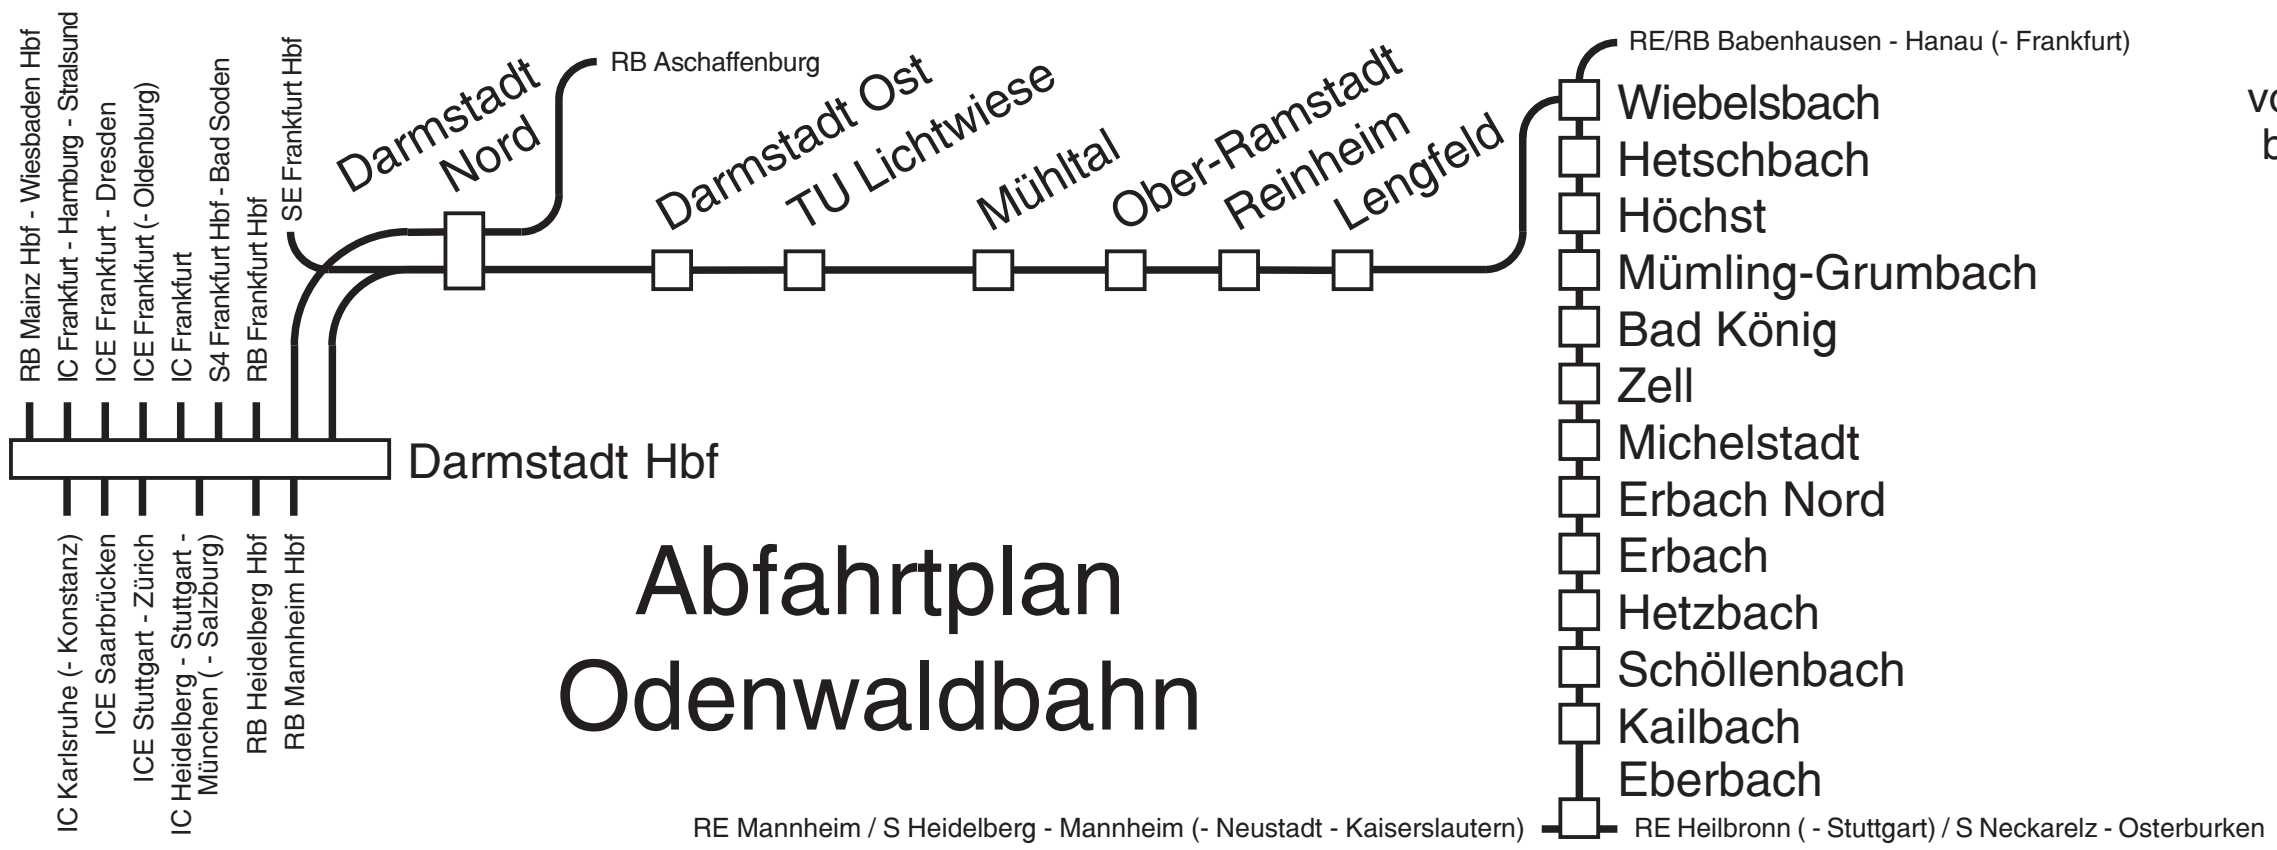 RB Mainz Hbf - Wiesbaden Hbf
IC Frankfurt - Hamburg - Stralsund
ICE Frankfurt - Dresden
ICE Frankfurt (- Oldenburg)
IC Frankfurt
S4 Frankfurt Hbf - Bad Soden
RB Frankfurt Hbf
SE Frankfurt Hbf
Darmstadt
Nord
RB Aschaffenburg
Darmstadt Ost
TU Lichtwiese
Mühltal
Ober-Ramstadt
Reinheim
Lengfeld
RE/RB Babenhausen - Hanau (- Frankfurt)
Wiebelsbach
Hetschbach
Höchst
Mümling-Grumbach
Bad König
Zell
Michelstadt
Erbach Nord
Erbach
Hetzbach
Schöllenbach
Kailbach
Eberbach
Darmstadt Hbf
IC Karlsruhe (- Konstanz)
ICE Saarbrücken
ICE Stuttgart - Zürich
IC Heidelberg - Stuttgart -
München ( - Salzburg)
RB Heidelberg Hbf
RB Mannheim Hbf
Abfahrtplan
Odenwaldbahn
RE Mannheim / S Heidelberg - Mannheim (- Neustadt - Kaiserslautern)
RE Heilbronn ( - Stuttgart) / S Neckarelz - Osterburken